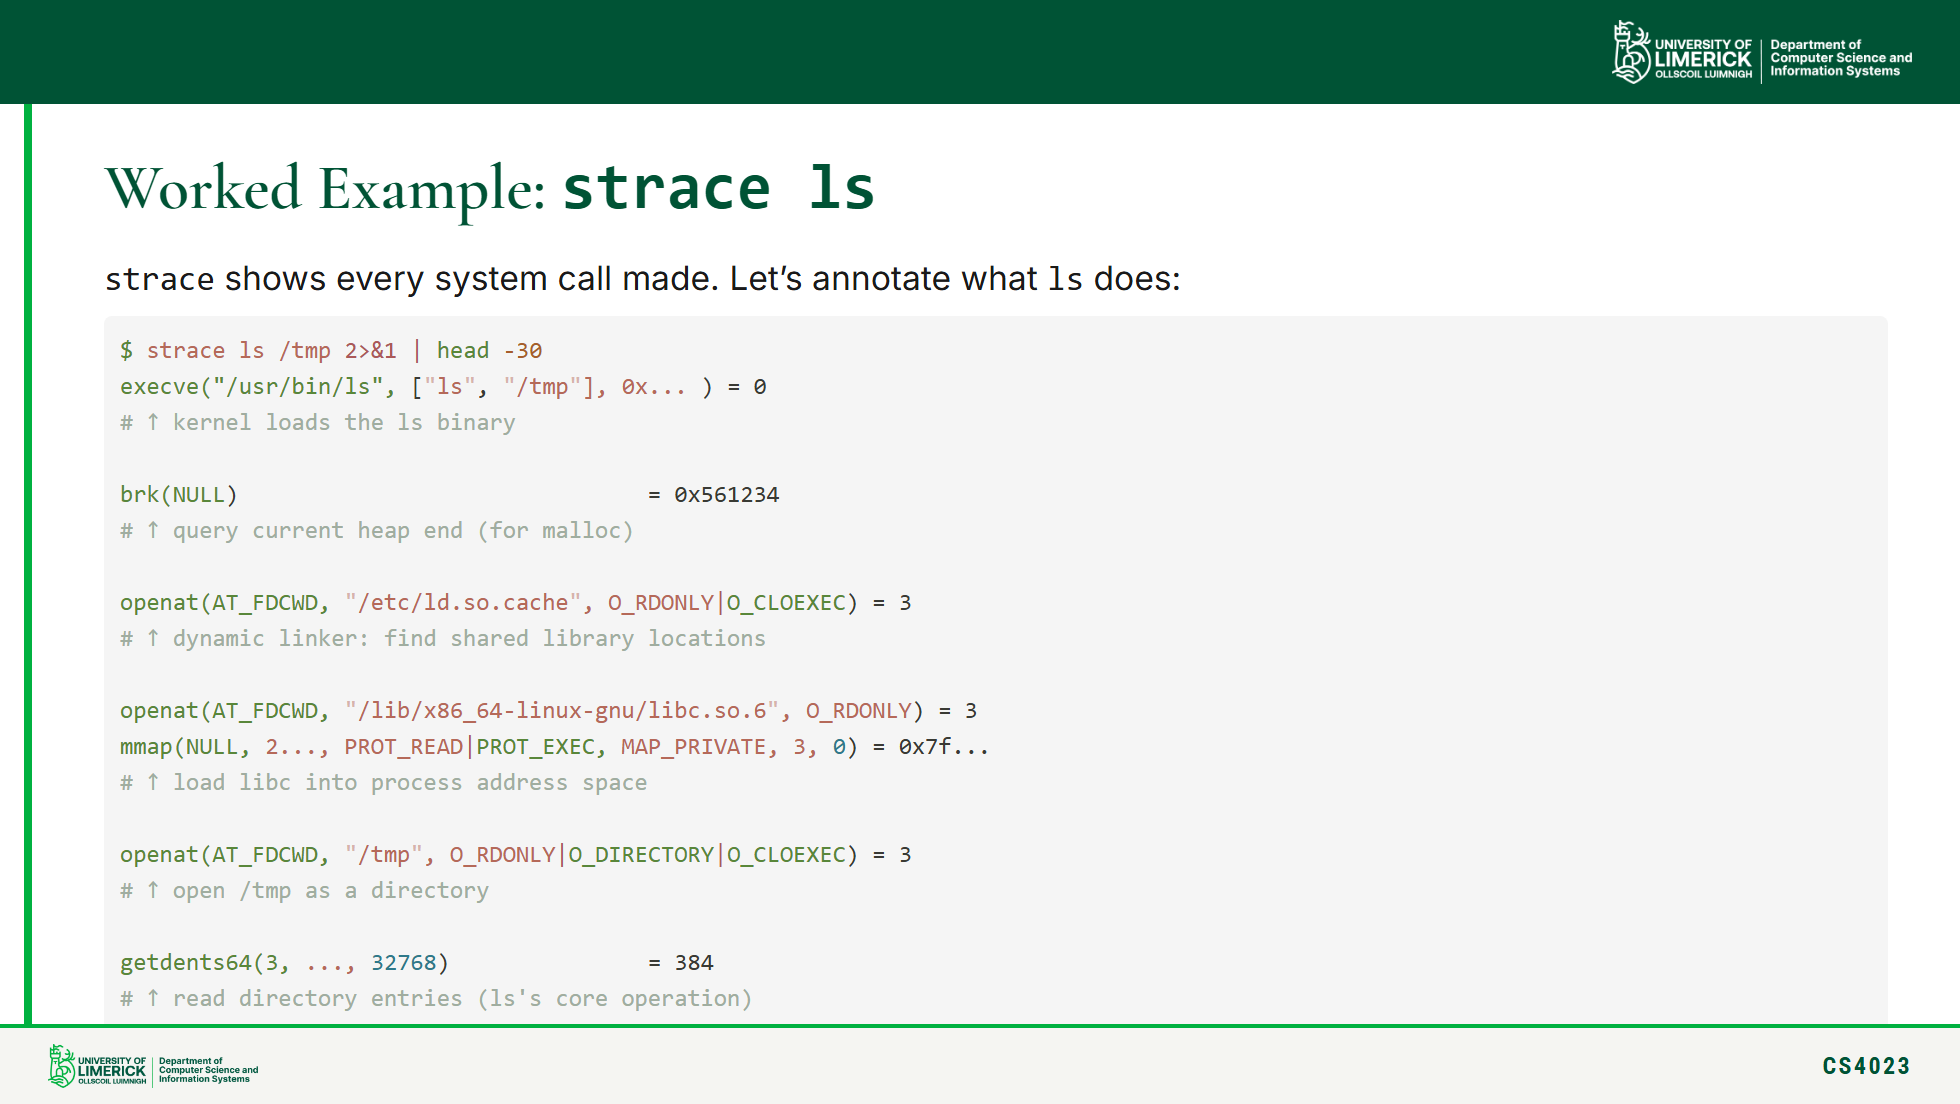 UNIVERSITY OF
LIMERICK
OLLSCOIL LUIMNIGH
Department of
Computer Science and
Information Systems
Worked Example: strace ls
strace shows every system call made. Let’s annotate what ls does:
$ strace ls /tmp 2>&1 | head -30
execve("/usr/bin/ls", ["ls", "/tmp"], 0x... ) = 0
# ↑ kernel loads the ls binary
brk(NULL)                               = 0x561234
# ↑ query current heap end (for malloc)
openat(AT_FDCWD, "/etc/ld.so.cache", O_RDONLY|O_CLOEXEC) = 3
# ↑ dynamic linker: find shared library locations
openat(AT_FDCWD, "/lib/x86_64-linux-gnu/libc.so.6", O_RDONLY) = 3
mmap(NULL, 2..., PROT_READ|PROT_EXEC, MAP_PRIVATE, 3, 0) = 0x7f...
# ↑ load libc into process address space
openat(AT_FDCWD, "/tmp", O_RDONLY|O_DIRECTORY|O_CLOEXEC) = 3
# ↑ open /tmp as a directory
getdents64(3, ..., 32768)               = 384
# ↑ read directory entries (ls's core operation)
UNIVERSITY OF
LIMERICK
OLLSCOIL LUIMNIGH
Department of
Computer Science and
Information Systems
CS4023